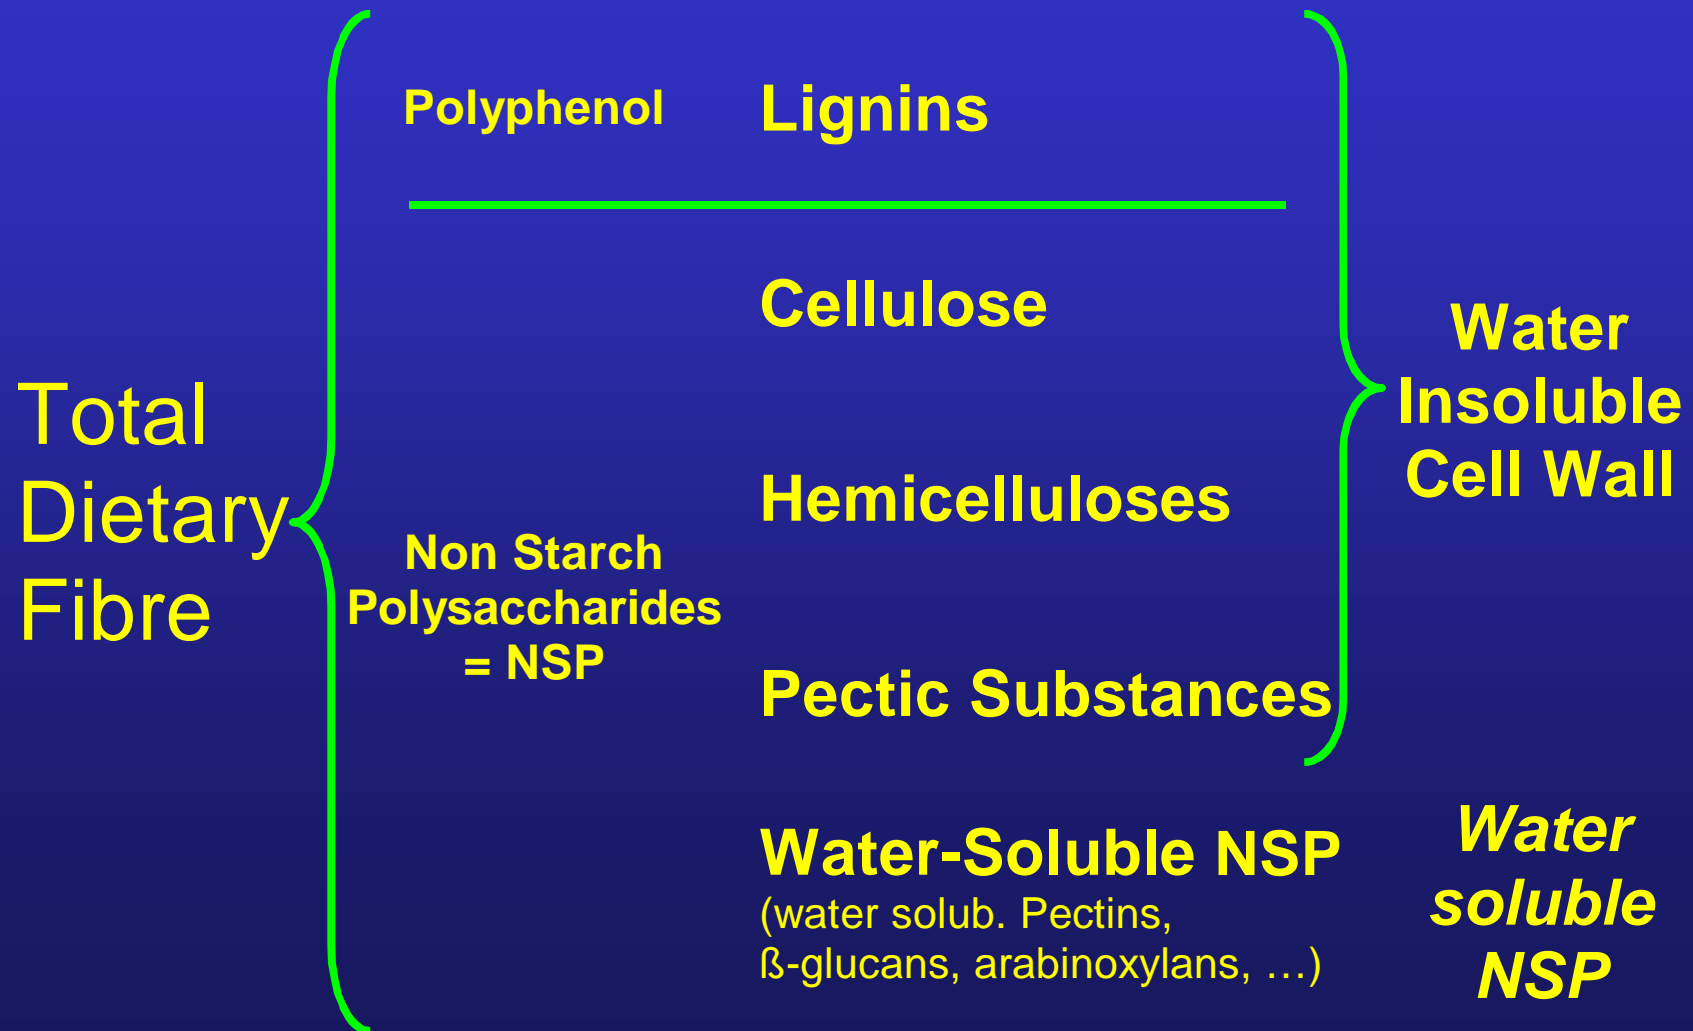 Total
Dietary
Fibre
Polyphenol
Lignins
Cellulose
Hemicelluloses
Non Starch
Polysaccharides
= NSP
Pectic Substances
Water-Soluble NSP
(water solub. Pectins,
ß-glucans, arabinoxylans, …)
Water
Insoluble
Cell Wall
Water
soluble
NSP